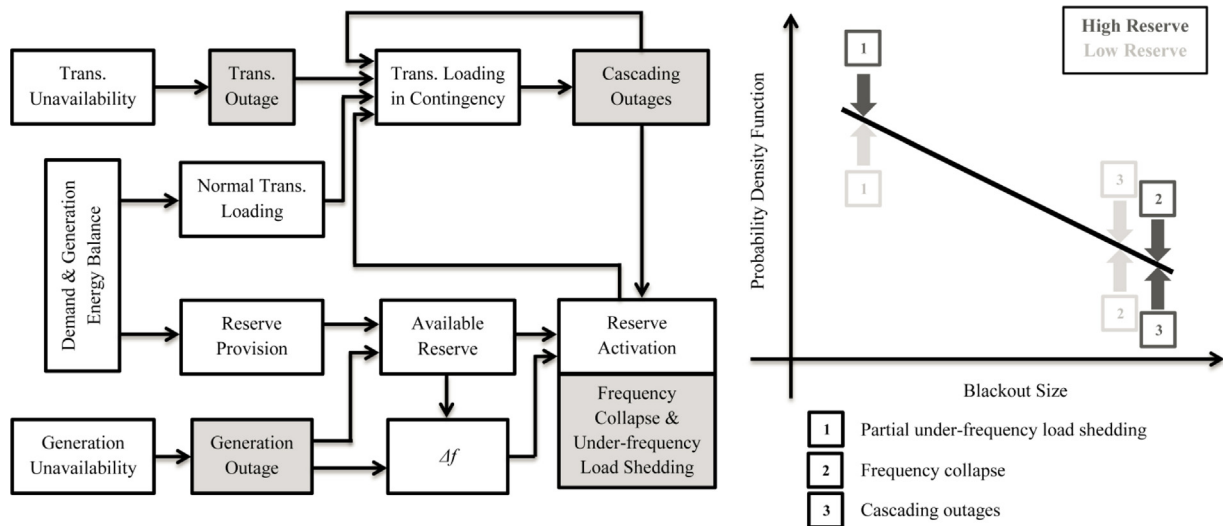 Trans.
Unavailability
Trans.
Outage
Trans. Loading
in Contingency
Cascading
Outages
Demand & Generation
Energy Balance
Normal Trans.
Loading
Reserve
Provision
Available
Reserve
Reserve
Activation
Frequency
Collapse &
Under-frequency
Load Shedding
Generation
Unavailability
Generation
Outage
Δf
Probability Density Function
1
1
3
2
2
3
High Reserve
Low Reserve
Blackout Size
1 Partial under-frequency load shedding
2 Frequency collapse
3 Cascading outages